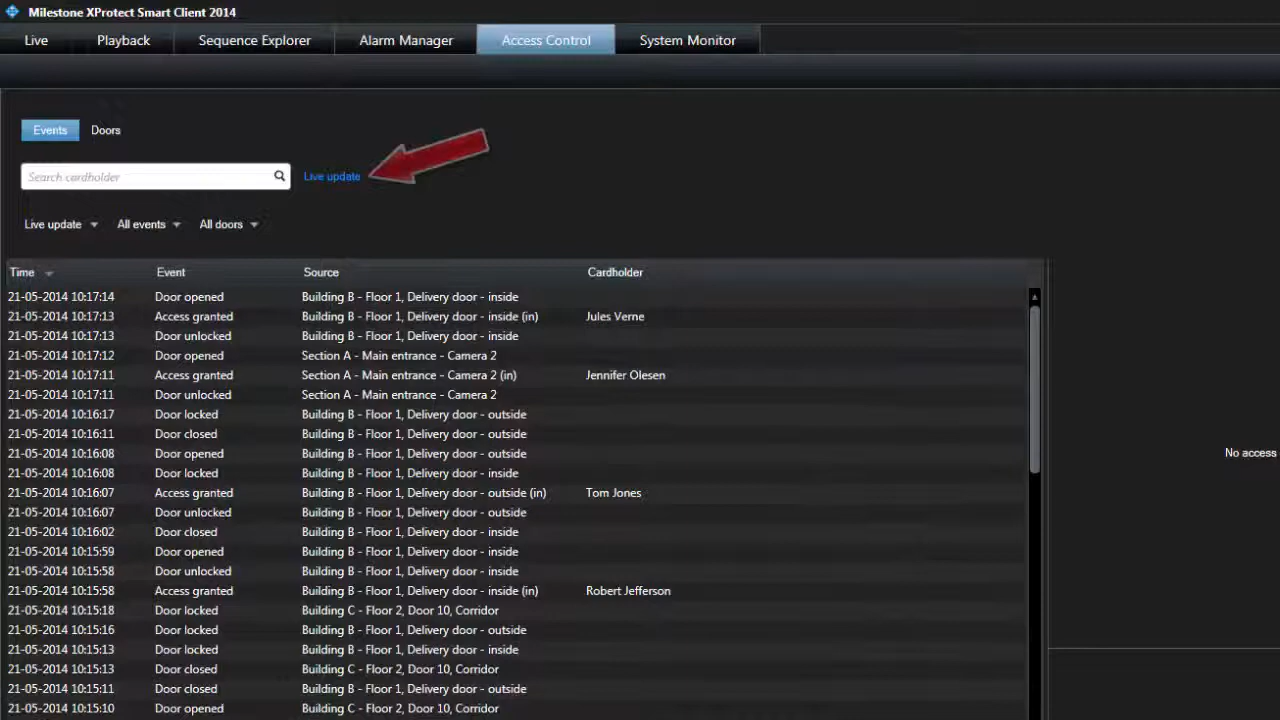 Milestone XProtect Smart Client 2014
Live Playback Sequence Explorer Alarm Manager Access Control System Monitor
Events Doors
Search cardholder Live update
Live update All events All doors
Time Event Source Cardholder
21-05-2014 10:17:14 Door opened Building B - Floor 1, Delivery door - inside
21-05-2014 10:17:13 Access granted Building B - Floor 1, Delivery door - inside (in) Jules Verne
21-05-2014 10:17:13 Door unlocked Building B - Floor 1, Delivery door - inside
21-05-2014 10:17:12 Door opened Section A - Main entrance - Camera 2
21-05-2014 10:17:11 Access granted Section A - Main entrance - Camera 2 (in) Jennifer Olesen
21-05-2014 10:17:11 Door unlocked Section A - Main entrance - Camera 2
21-05-2014 10:16:17 Door locked Building B - Floor 1, Delivery door - outside
21-05-2014 10:16:11 Door closed Building B - Floor 1, Delivery door - outside
21-05-2014 10:16:08 Door opened Building B - Floor 1, Delivery door - outside
21-05-2014 10:16:08 Door locked Building B - Floor 1, Delivery door - inside
No access
21-05-2014 10:16:07 Access granted Building B - Floor 1, Delivery door - outside (in) Tom Jones
21-05-2014 10:16:07 Door unlocked Building B - Floor 1, Delivery door - outside
21-05-2014 10:16:02 Door closed Building B - Floor 1, Delivery door - inside
21-05-2014 10:15:59 Door opened Building B - Floor 1, Delivery door - inside
21-05-2014 10:15:58 Door unlocked Building B - Floor 1, Delivery door - inside
21-05-2014 10:15:58 Access granted Building B - Floor 1, Delivery door - inside (in) Robert Jefferson
21-05-2014 10:15:18 Door locked Building C - Floor 2, Door 10, Corridor
21-05-2014 10:15:16 Door locked Building B - Floor 1, Delivery door - outside
21-05-2014 10:15:13 Door locked Building B - Floor 1, Delivery door - inside
21-05-2014 10:15:13 Door closed Building C - Floor 2, Door 10, Corridor
21-05-2014 10:15:11 Door closed Building B - Floor 1, Delivery door - outside
21-05-2014 10:15:10 Door opened Building C - Floor 2, Door 10, Corridor